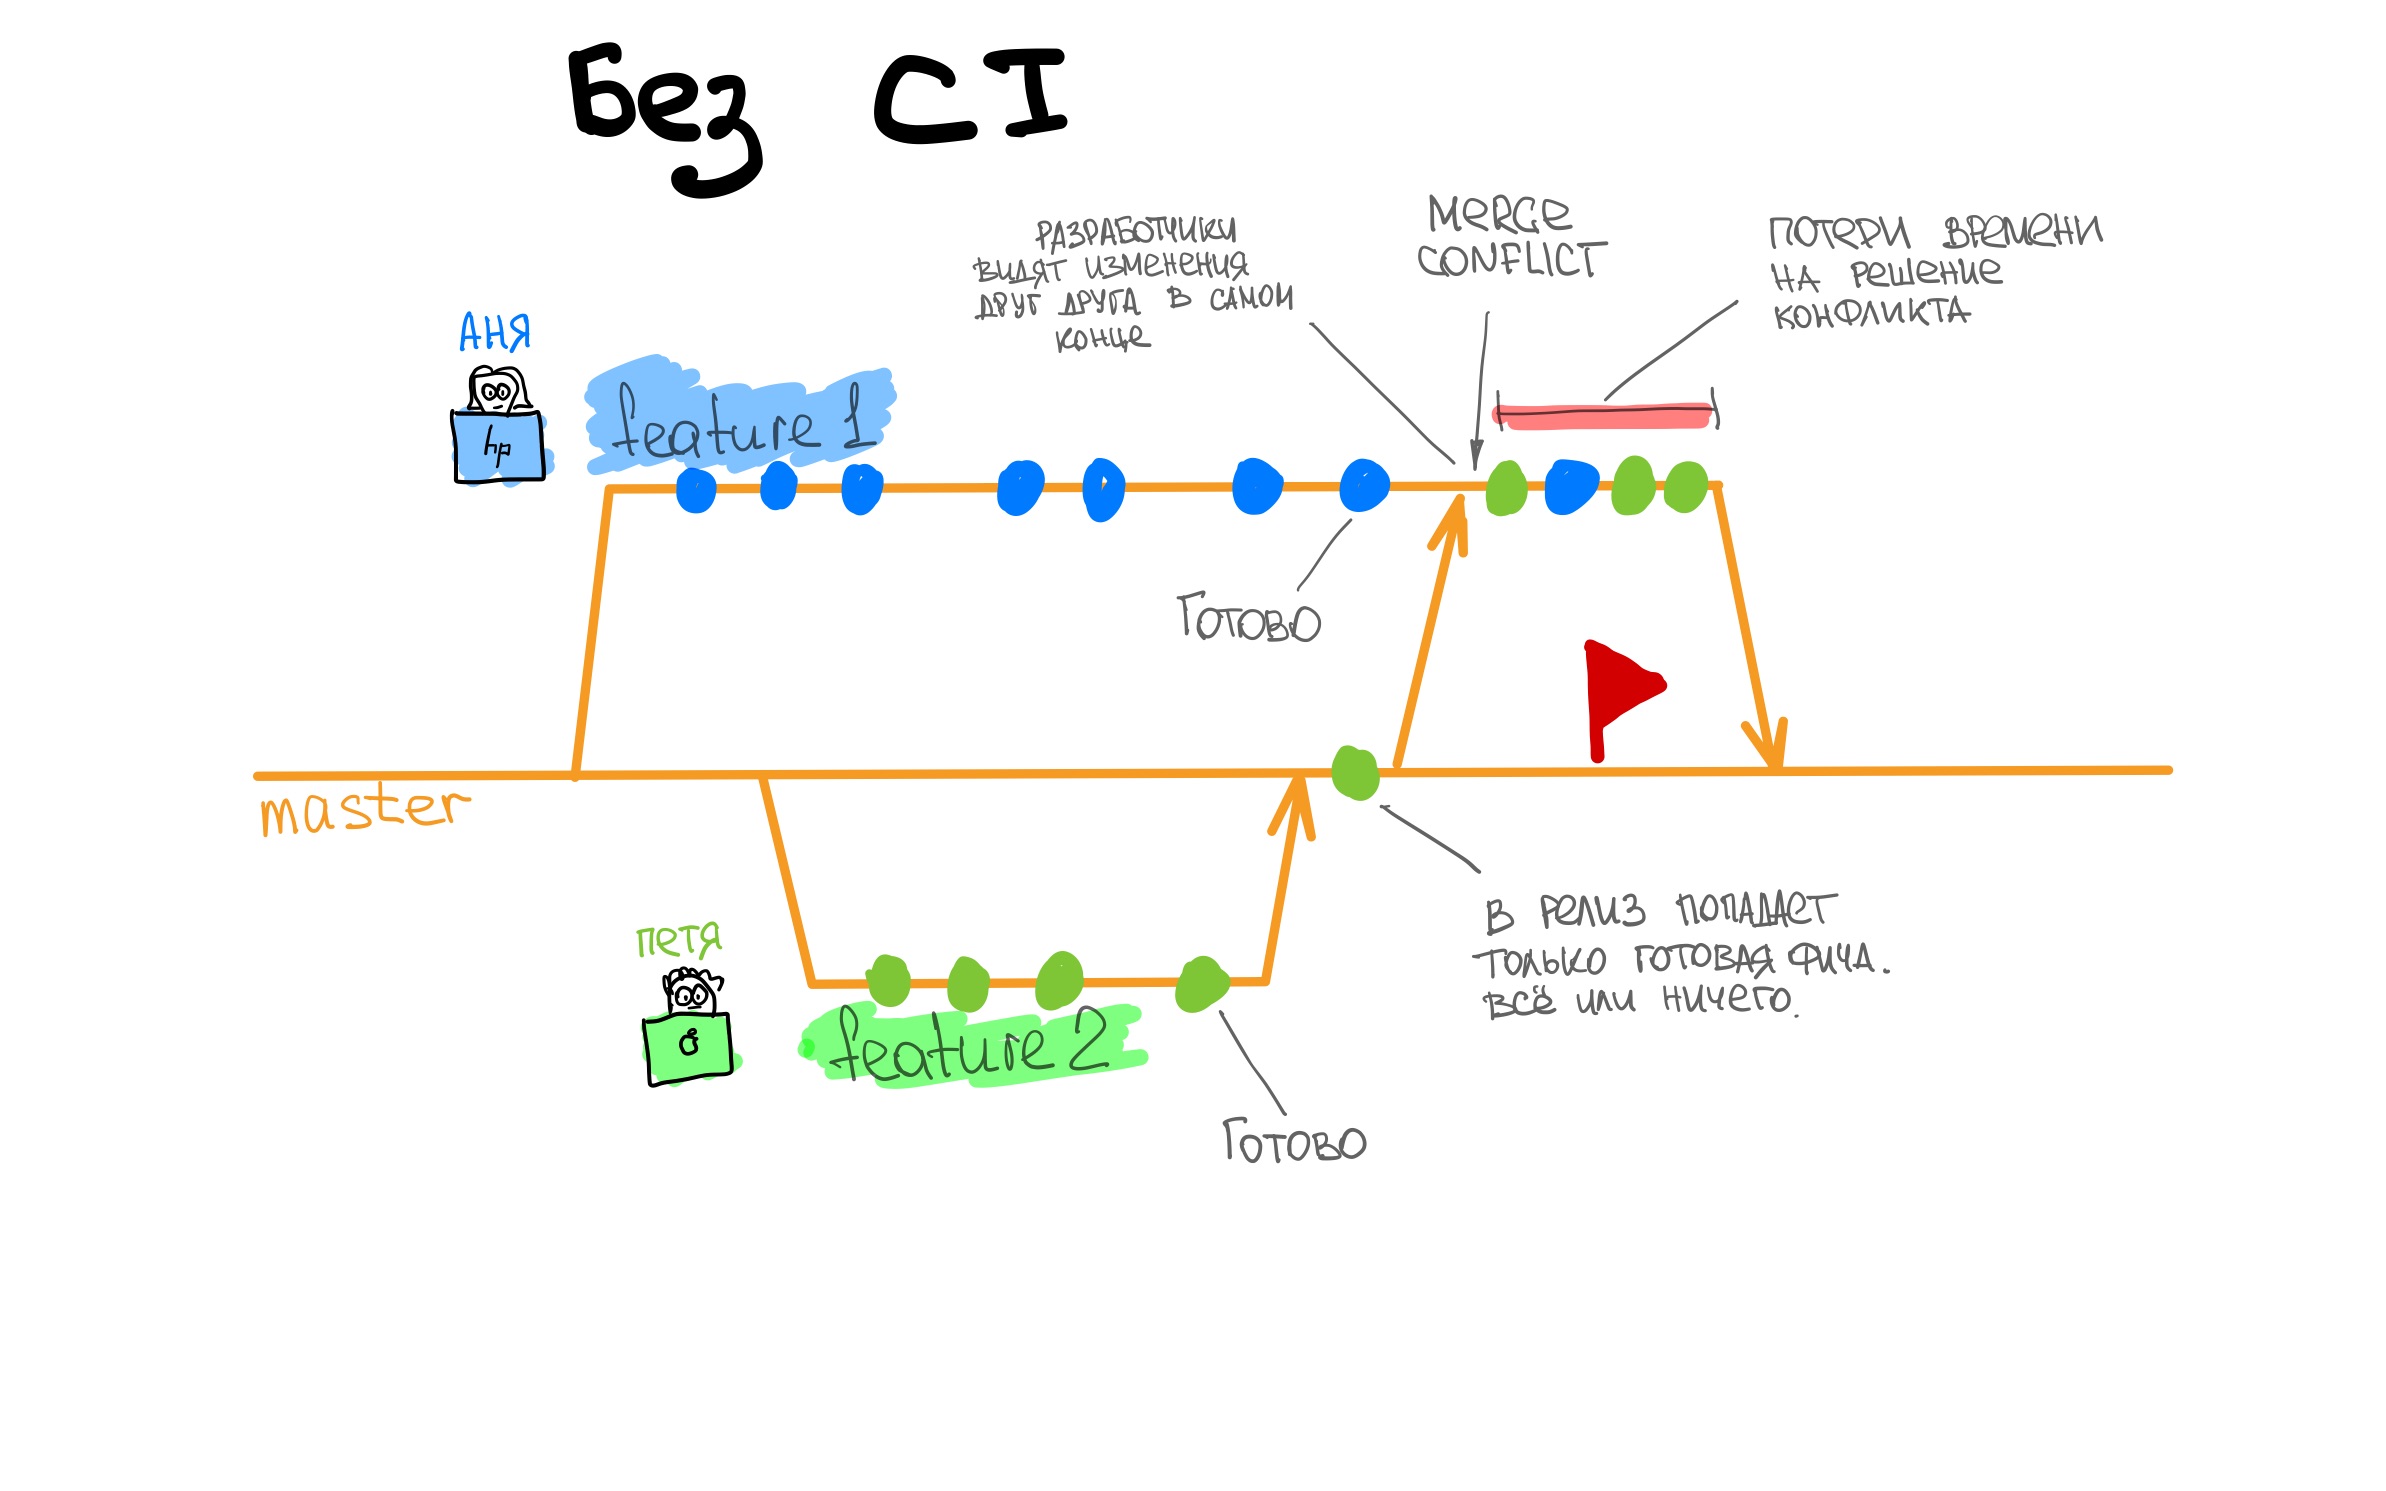 Без CI
РАЗРАБОТЧИКИ
ВИДЯТ ИЗМЕНЕНИЯ
ДРУГ ДРУГА В САМОМ
КОНЦЕ
MERGE
CONFLICT
ПОТЕРИ ВРЕМЕНИ
НА РЕШЕНИЕ
КОНФЛИКТА
АНЯ
feature 1
ГОТОВО
master
ПЕТЯ
feature 2
В РЕЛИЗ ПОПАДАЕТ
ТОЛЬКО ГОТОВАЯ ФИЧА.
ВСЁ ИЛИ НИЧЕГО.
ГОТОВО